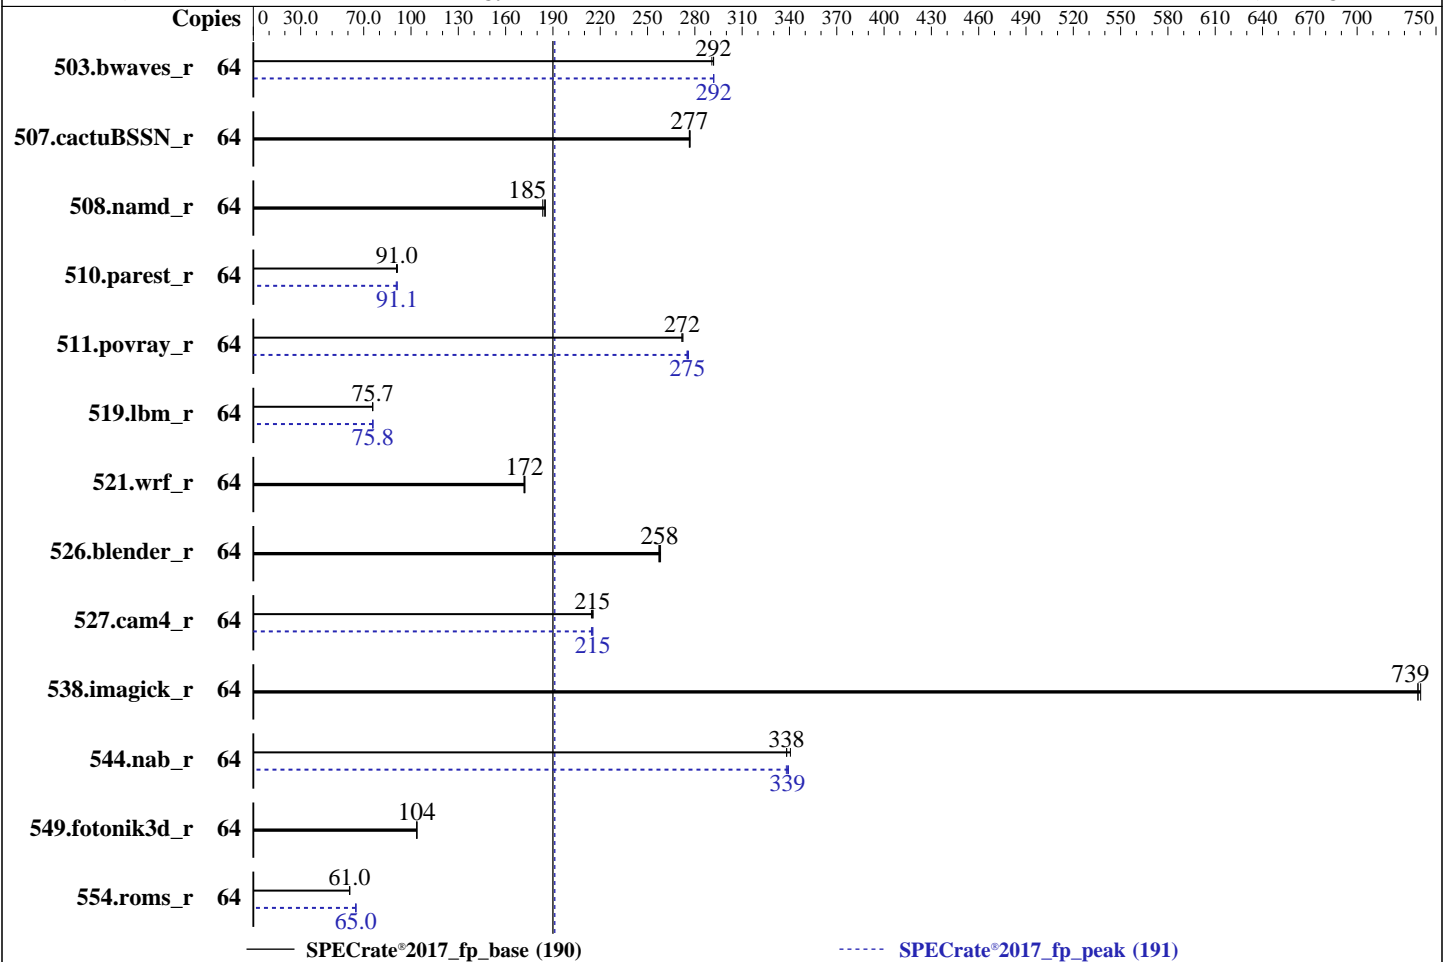 Copies 0 30.0 70.0 100 130 160 190 220 250 280 310 340 370 400 430 460 490 520 550 580 610 640 670 700 750
503.bwaves_r 64 292
292
507.cactuBSSN_r 64 277
508.namd_r 64 185
510.parest_r 64 91.0
91.1
511.povray_r 64 272
275
519.lbm_r 64 75.7
75.8
521.wrf_r 64 172
526.blender_r 64 258
527.cam4_r 64 215
215
538.imagick_r 64 739
544.nab_r 64 338
339
549.fotonik3d_r 64 104
554.roms_r 64 61.0
65.0
SPECrate®2017_fp_base (190) SPECrate®2017_fp_peak (191)